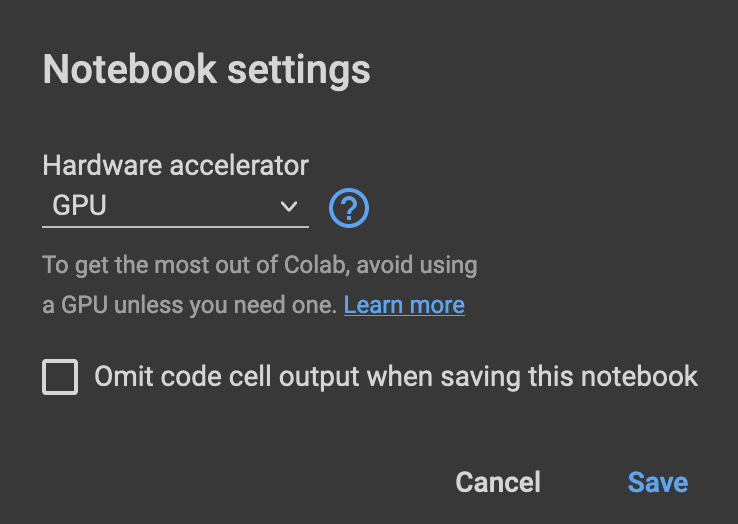 Notebook settings
Hardware accelerator
GPU
?
To get the most out of Colab, avoid using
a GPU unless you need one. Learn more
Omit code cell output when saving this notebook
Cancel Save